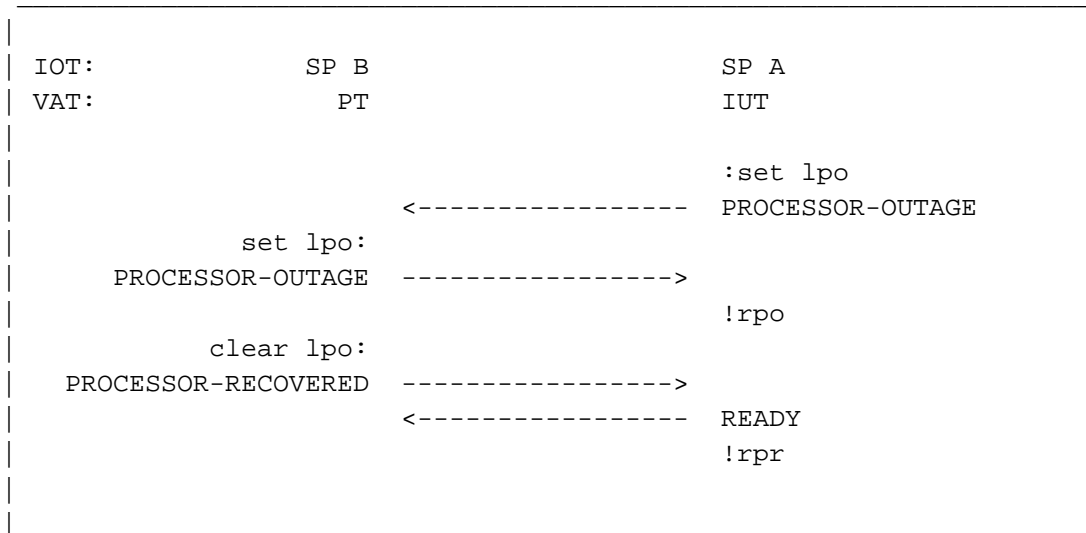 IOT: SP B SP A
VAT: PT IUT
:set lpo
<----------------- PROCESSOR-OUTAGE
set lpo:
PROCESSOR-OUTAGE ----------------->
!rpo
clear lpo:
PROCESSOR-RECOVERED ----------------->
<----------------- READY
!rpr